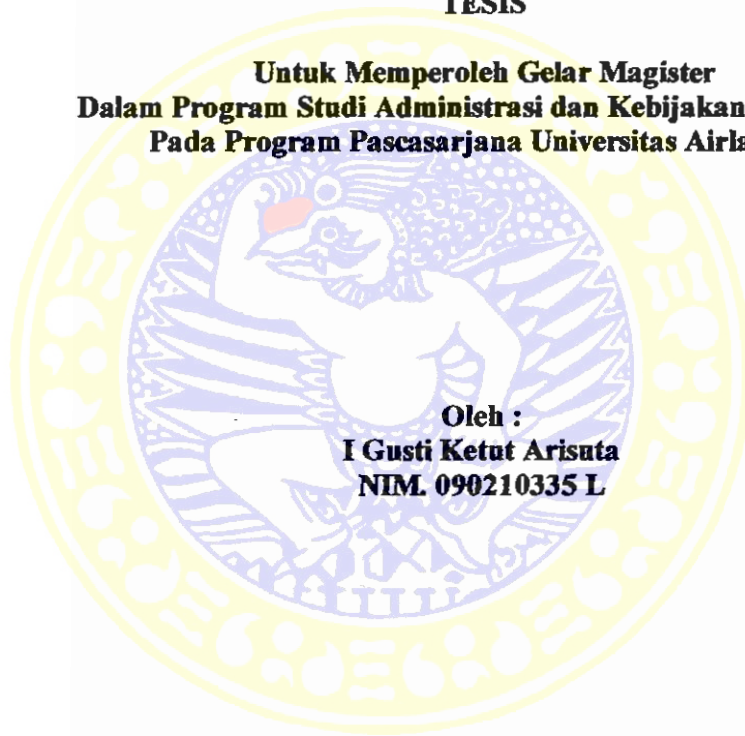 TESIS
Untuk Memperoleh Gelar Magister
Dalam Program Studi Administrasi dan Kebijakan
Pada Program Pascasarjana Universitas
Oleh :
I Gusti Ketut Arisuta
NIM. 090210335 L